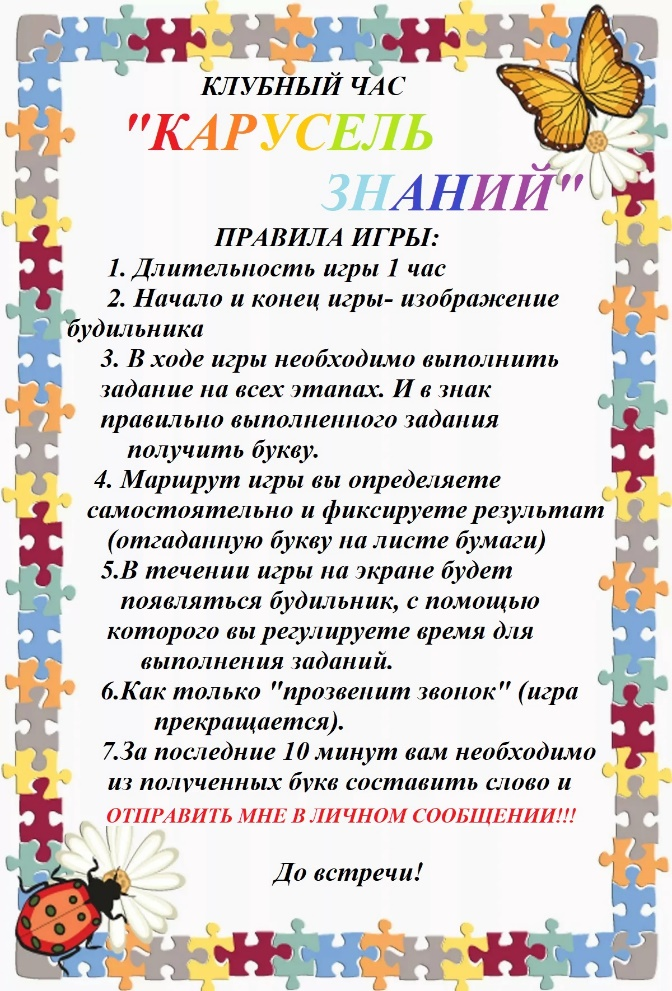 КЛУБНЫЙ ЧАС
"КАРУСЕЛЬ
ЗНАНИЙ"
ПРАВИЛА ИГРЫ:
1. Длительность игры 1 час
2. Начало и конец игры- изображение
будильника
3. В ходе игры необходимо выполнить
задание на всех этапах. И в знак
правильно выполненного задания
получить букву.
4. Маршрут игры вы определяете
самостоятельно и фиксируете результат
(отгаданную букву на листе бумаги)
5.В течении игры на экране будет
появляться будильник, с помощью
которого вы регулируете время для
выполнения заданий.
6.Как только "прозвенит звонок" (игра
прекращается).
7.За последние 10 минут вам необходимо
из полученных букв составить слово и
ОТПРАВИТЬ МНЕ В ЛИЧНОМ СООБЩЕНИИ!!!
До встречи!